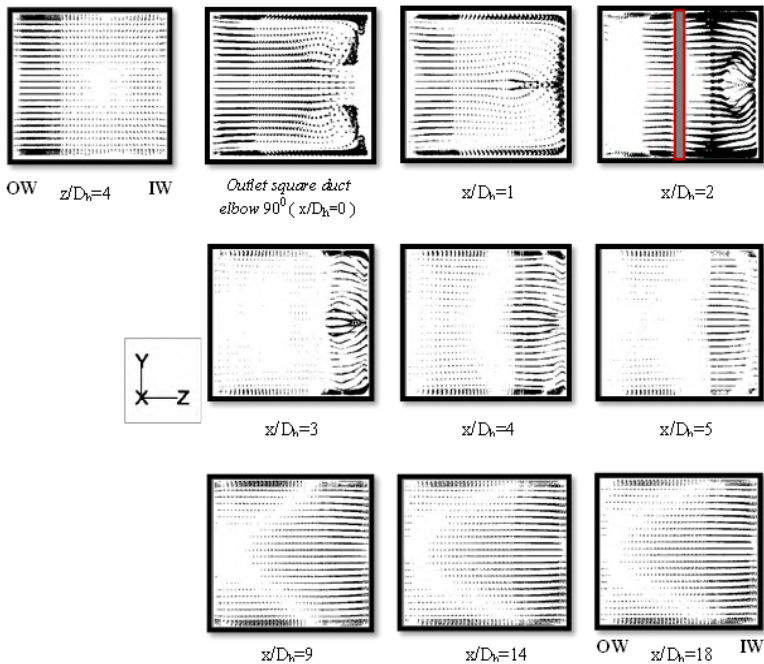 OW z/Dₕ=4 IW
Outlet square duct
elbow 90⁰ ( x/Dₕ=0 )
x/Dₕ=1
x/Dₕ=2
Y
X Z
x/Dₕ=3
x/Dₕ=4
x/Dₕ=5
x/Dₕ=9
x/Dₕ=14
OW x/Dₕ=18 IW